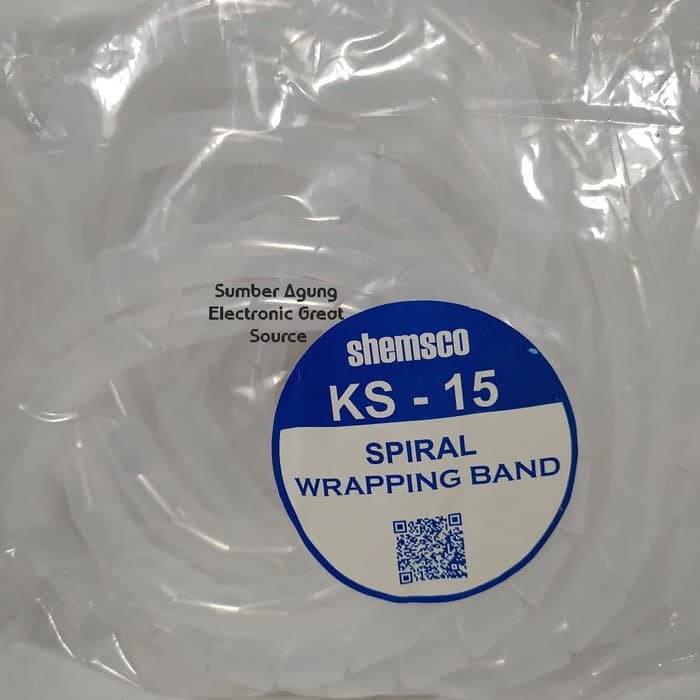 Sumber Agung
Electronic Great
Source
shemsco
KS - 15
SPIRAL
WRAPPING BAND